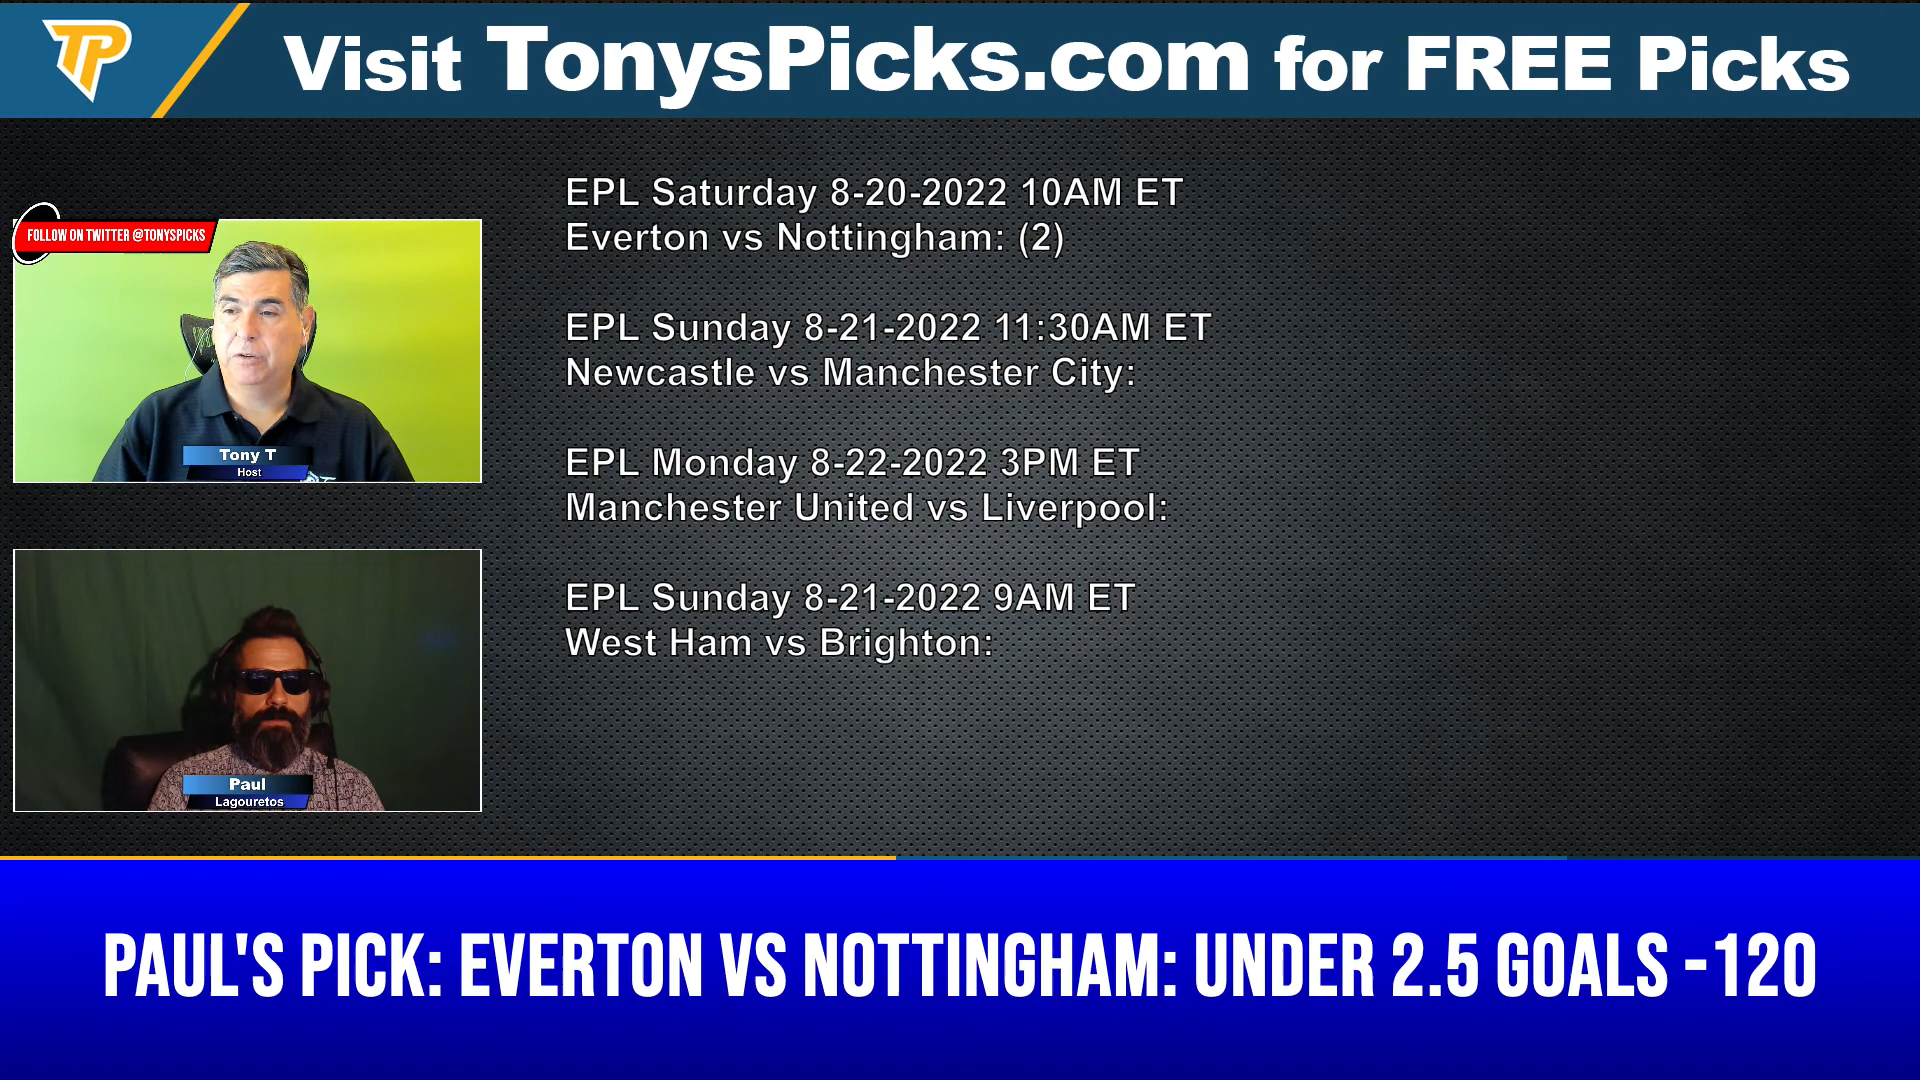 TP
Visit TonysPicks.com for FREE Picks
EPL Saturday 8-20-2022 10AM ET
Everton vs Nottingham: (2)
EPL Sunday 8-21-2022 11:30AM ET
Newcastle vs Manchester City:
EPL Monday 8-22-2022 3PM ET
Manchester United vs Liverpool:
EPL Sunday 8-21-2022 9AM ET
West Ham vs Brighton:
FOLLOW ON TWITTER @TONYSPICKS
Tony T
Host
Paul
Lagouretos
PAUL'S PICK: EVERTON VS NOTTINGHAM: UNDER 2.5 GOALS -120